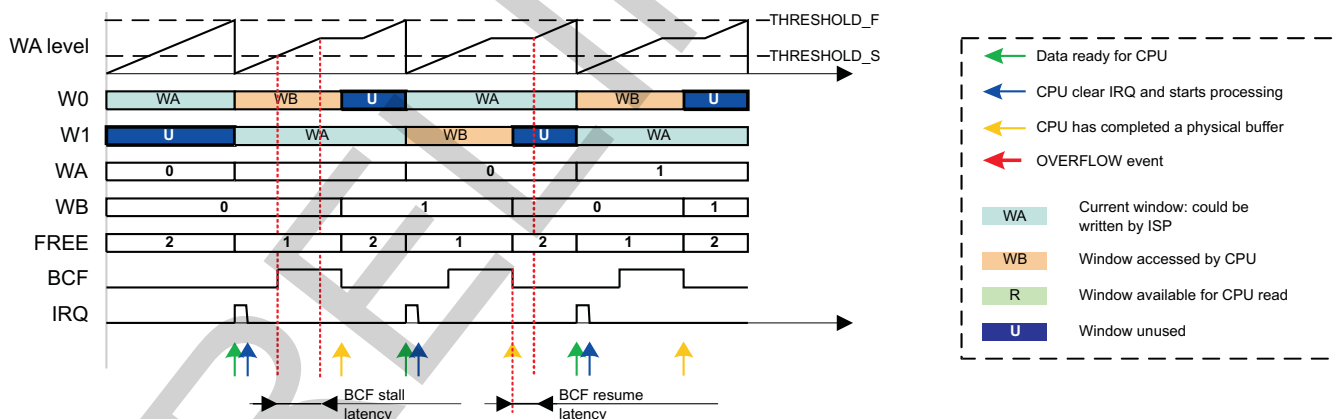 THRESHOLD_F
WA level
THRESHOLD_S
W0 WA WB U WA WB U
W1 U WA WB U WA
WA 0 0 1
WB 0 1 0 1
FREE 2 1 2 1 2 1 2
BCF
IRQ
BCF stall latency
BCF resume latency
Data ready for CPU
CPU clear IRQ and starts processing
CPU has completed a physical buffer
OVERFLOW event
WA Current window: could be
written by ISP
WB Window accessed by CPU
R Window available for CPU read
U Window unused